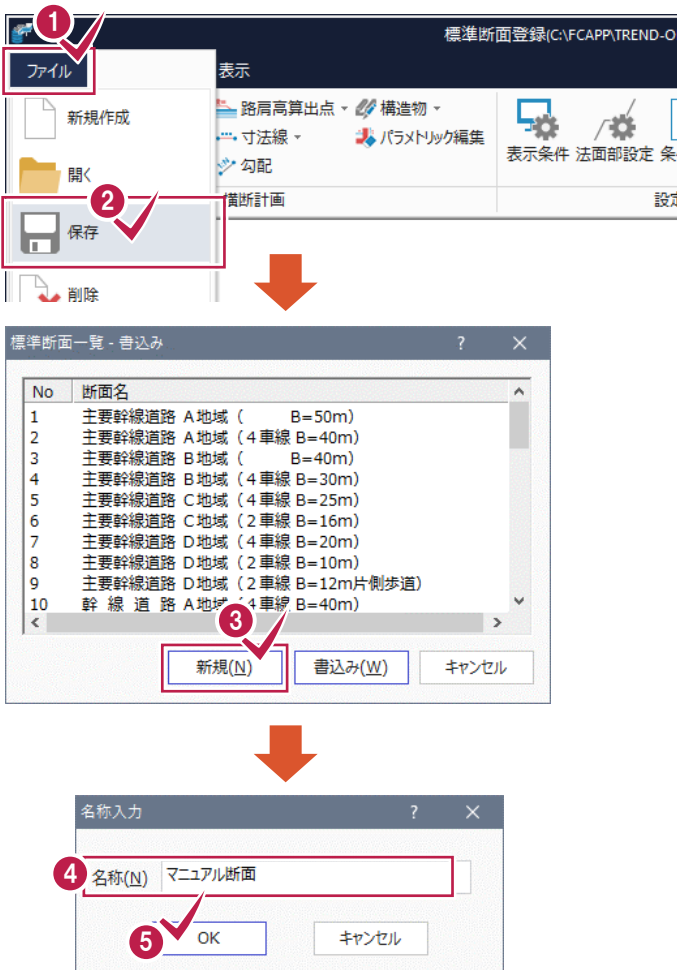 1
標準断面登録(C:\FCAPP\TREND-O
ファイル 表示
新規作成
路肩高算出点 構造物
寸法線 パラメトリック編集
勾配
表示条件 法面部設定
開く
横断計画
2
保存
削除
標準断面一覧 - 書込み ? ×
No 断面名
1 主要幹線道路 A地域（ B=50m）
2 主要幹線道路 A地域（4車線 B=40m）
3 主要幹線道路 B地域（ B=40m）
4 主要幹線道路 B地域（4車線 B=30m）
5 主要幹線道路 C地域（4車線 B=25m）
6 主要幹線道路 C地域（2車線 B=16m）
7 主要幹線道路 D地域（4車線 B=20m）
8 主要幹線道路 D地域（2車線 B=10m）
9 主要幹線道路 D地域（2車線 B=12m片側歩道）
10 幹 線 道 路 A地域（4車線 B=40m）
3
新規(N) 書込み(W) キャンセル
名称入力 ? ×
4
名称(N) マニュアル断面
5
OK キャンセル